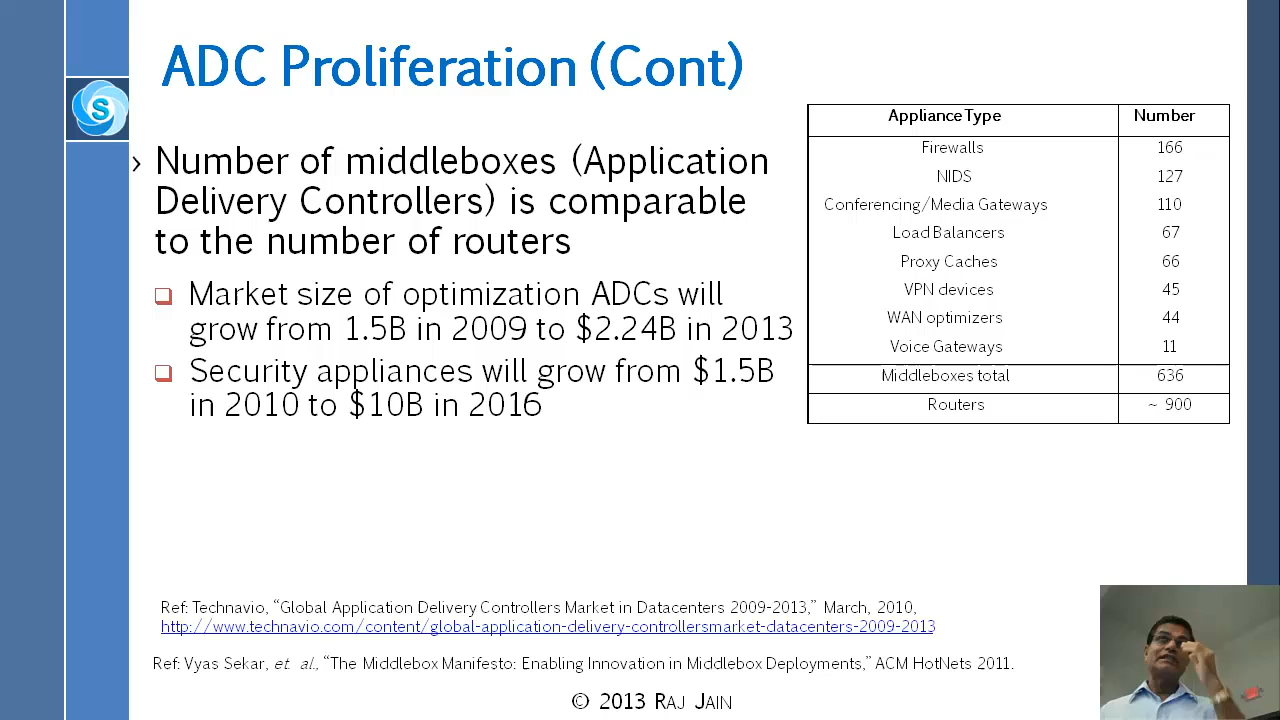 ADC Proliferation (Cont)
S
› Number of middleboxes (Application
Delivery Controllers) is comparable
to the number of routers
❑ Market size of optimization ADCs will
grow from 1.5B in 2009 to $2.24B in 2013
❑ Security appliances will grow from $1.5B
in 2010 to $10B in 2016
Appliance Type Number
Firewalls 166
NIDS 127
Conferencing/Media Gateways 110
Load Balancers 67
Proxy Caches 66
VPN devices 45
WAN optimizers 44
Voice Gateways 11
Middleboxes total 636
Routers ~ 900
Ref: Technavio, “Global Application Delivery Controllers Market in Datacenters 2009-2013,” March, 2010,
http://www.technavio.com/content/global-application-delivery-controllersmarket-datacenters-2009-2013
Ref: Vyas Sekar, et. al., “The Middlebox Manifesto: Enabling Innovation in Middlebox Deployments,” ACM HotNets 2011.
© 2013 RAJ JAIN